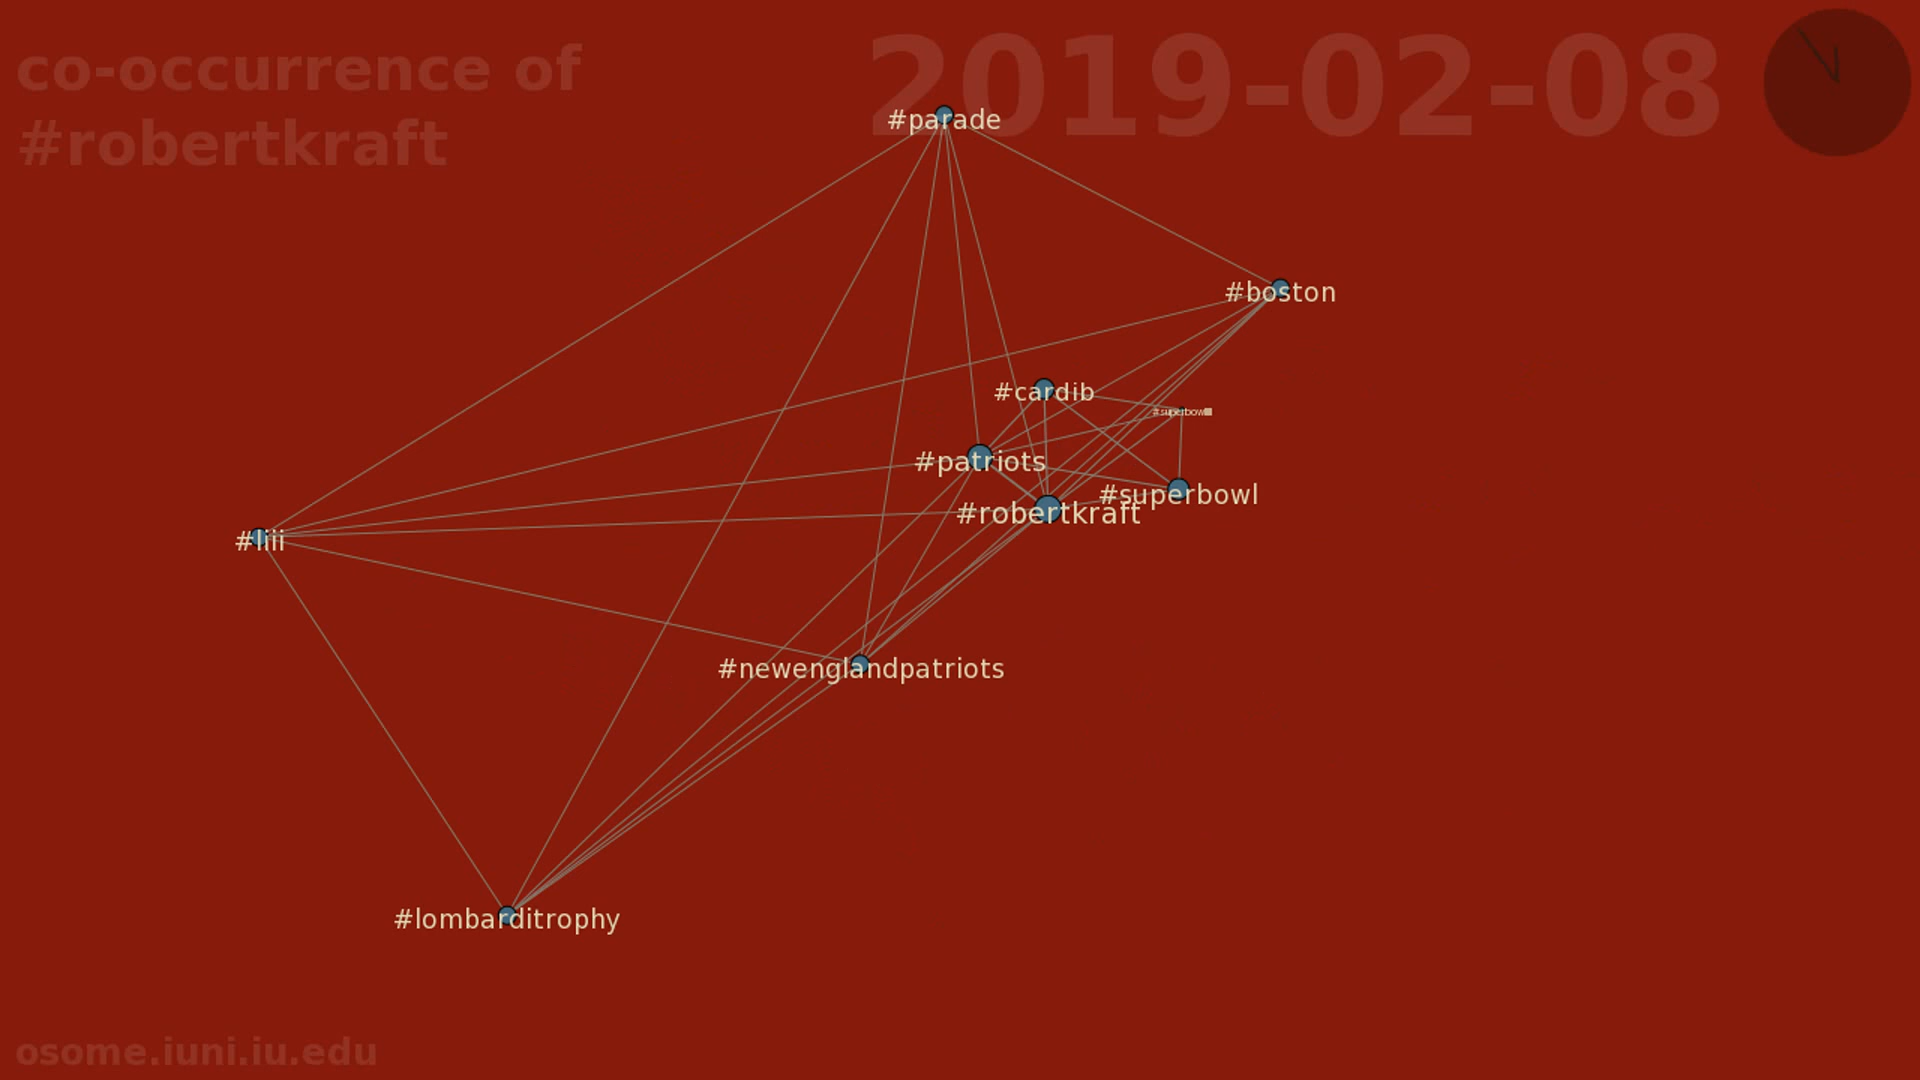 co-occurrence of
#robertkraft
2019-02-08
#parade
#boston
#cardib
#patriots
#superbowl
#robertkraft
#liii
#newenglandpatriots
#lombarditrophy
osome.iuni.iu.edu